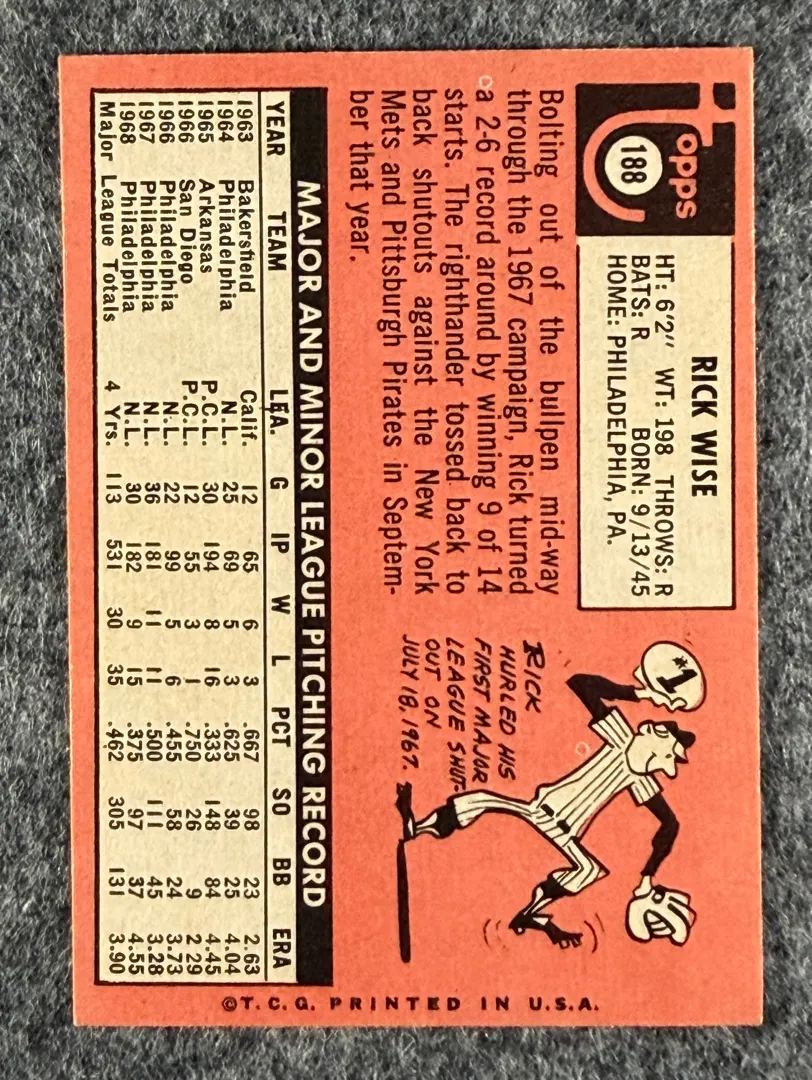 Topps
188
RICK WISE
HT: 6'2" WT: 198 THROWS: R
BATS: R BORN: 9/13/45
HOME: PHILADELPHIA, PA.
Bolting out of the bullpen mid-way
through the 1967 campaign, Rick turned
a 2-6 record around by winning 9 of 14
starts. The righthander tossed back to
back shutouts against the New York
Mets and Pittsburgh Pirates in Septem-
ber that year.
#1
RICK
HURLED HIS
FIRST MAJOR
LEAGUE SHUT-
OUT ON
JULY 18, 1967.
MAJOR AND MINOR LEAGUE PITCHING RECORD
YEAR TEAM LEA. G IP W L PCT SO BB ERA
1963 Bakersfield Calif. 12 65 6 3 .667 98 23 2.63
1964 Philadelphia N.L. 25 69 5 3 .625 39 25 4.04
1965 Arkansas P.C.L. 30 194 8 16 .333 148 84 4.45
1966 San Diego P.C.L. 12 55 3 1 .750 26 9 2.29
1966 Philadelphia N.L. 22 99 5 6 .455 58 24 3.73
1967 Philadelphia N.L. 36 181 11 11 .500 111 45 3.28
1968 Philadelphia N.L. 30 182 9 15 .375 97 37 4.55
Major League Totals 4 Yrs. 113 531 30 35 .462 305 131 3.90
©T.C.G. PRINTED IN U.S.A.